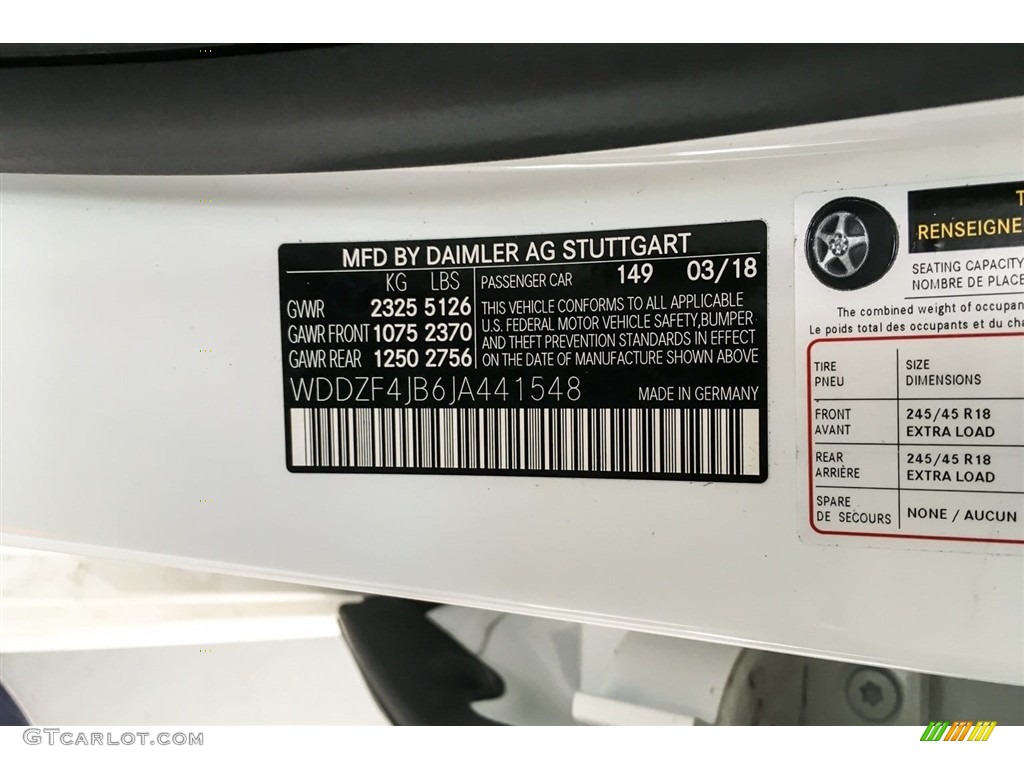 MFD BY DAIMLER AG STUTTGART
KG LBS PASSENGER CAR 149 03/18
GVWR 2325 5126
GAWR FRONT 1075 2370
GAWR REAR 1250 2756
THIS VEHICLE CONFORMS TO ALL APPLICABLE
U.S. FEDERAL MOTOR VEHICLE SAFETY,BUMPER
AND THEFT PREVENTION STANDARDS IN EFFECT
ON THE DATE OF MANUFACTURE SHOWN ABOVE
WDDZF4JB6JA441548 MADE IN GERMANY
RENSEIGNE
SEATING CAPACITY
NOMBRE DE PLACE
The combined weight of occupan
Le poids total des occupants et du cha
TIRE SIZE
PNEU DIMENSIONS
FRONT 245/45 R18
AVANT EXTRA LOAD
REAR 245/45 R18
ARRIÈRE EXTRA LOAD
SPARE
DE SECOURS NONE / AUCUN
GTCARLOT.COM